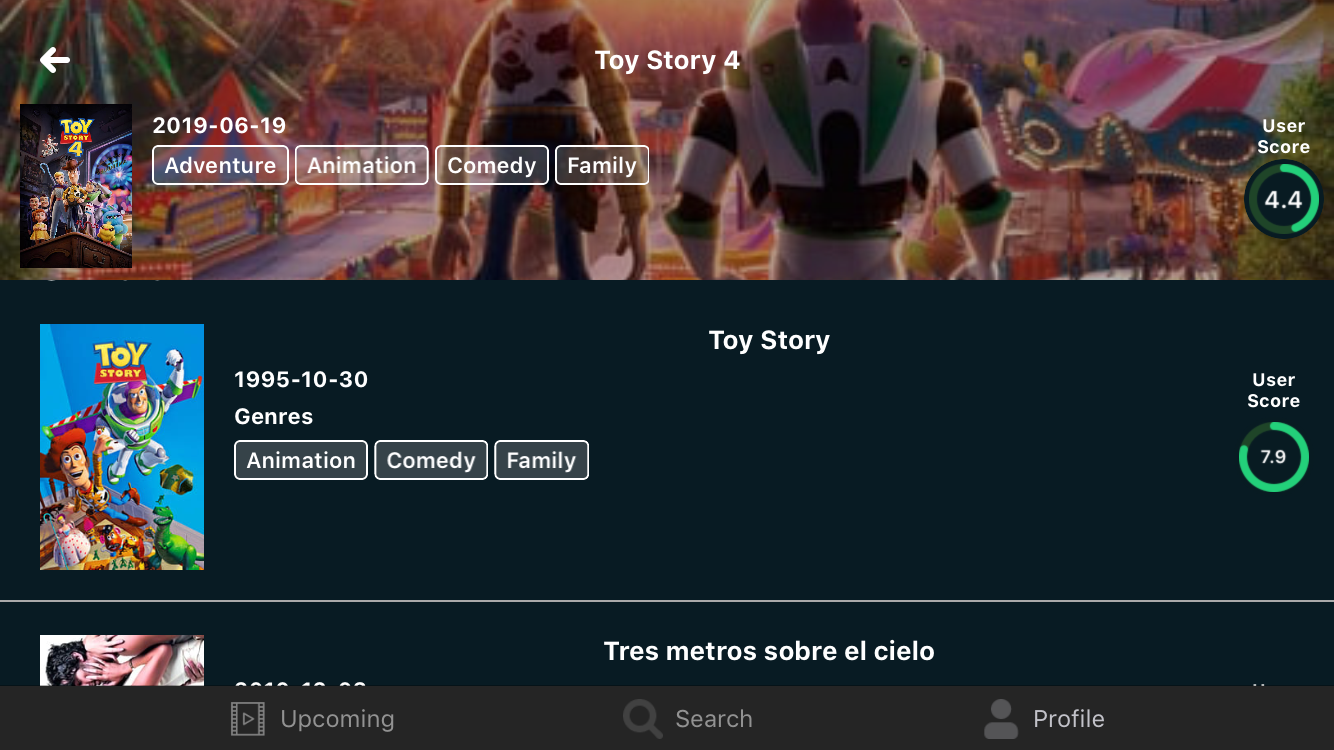 Toy Story 4
TOY
STORY
4
2019-06-19
Adventure Animation Comedy Family
User
Score
4.4
TOY
STORY
Toy Story
1995-10-30
Genres
Animation Comedy Family
User
Score
7.9
Tres metros sobre el cielo
Upcoming Search Profile